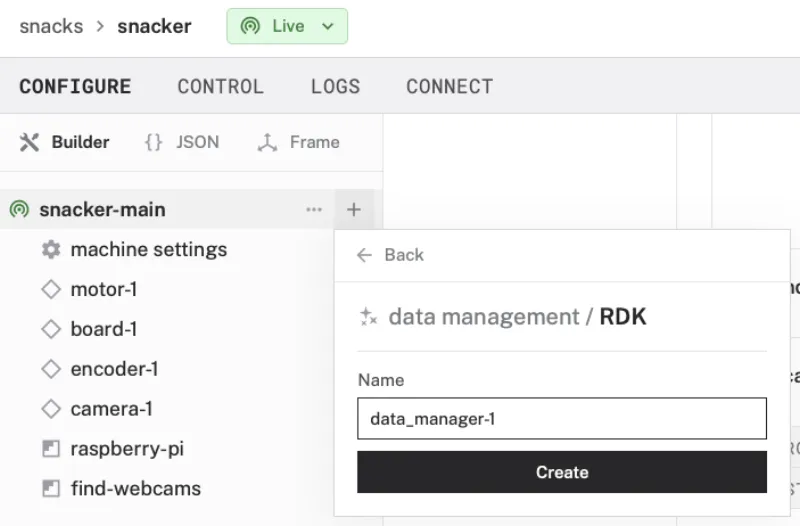 snacks > snacker Live
CONFIGURE CONTROL LOGS CONNECT
Builder {} JSON Frame
snacker-main ... +
machine settings
motor-1
board-1
encoder-1
camera-1
raspberry-pi
find-webcams
← Back
data management / RDK
Name
data_manager-1
Create